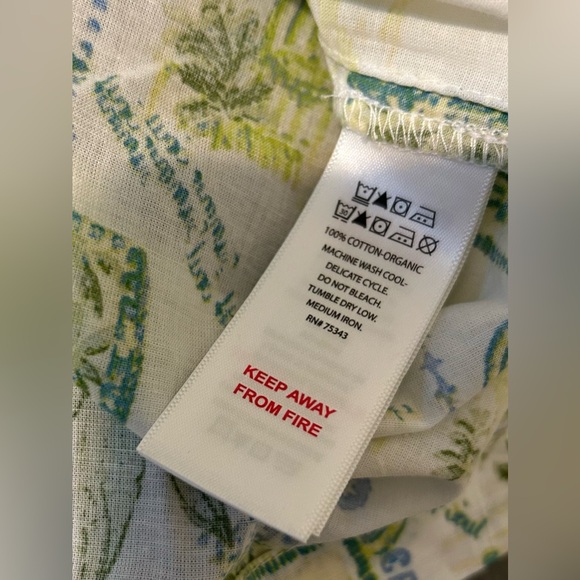 30
100% COTTON-ORGANIC
MACHINE WASH COOL-
DELICATE CYCLE.
DO NOT BLEACH.
TUMBLE DRY LOW.
MEDIUM IRON.
RN# 75343
KEEP AWAY
FROM FIRE